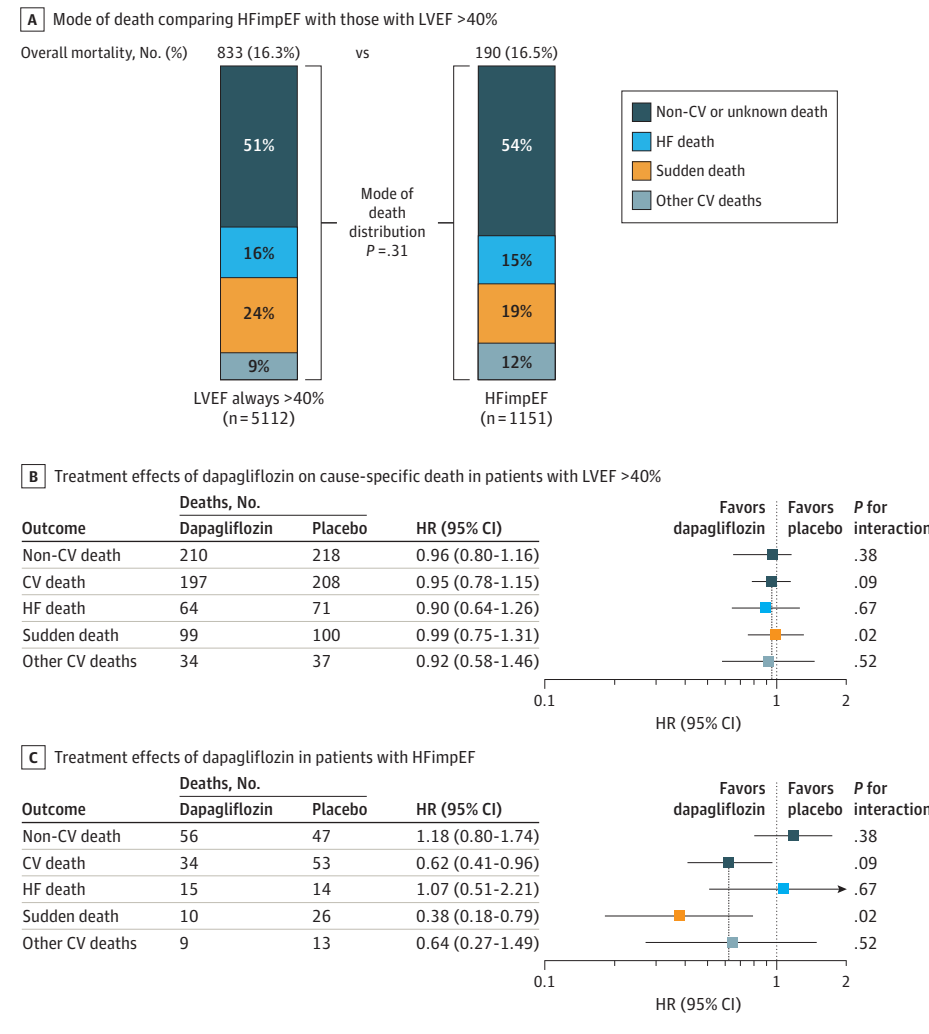 A Mode of death comparing HFimpEF with those with LVEF >40%
Overall mortality, No. (%) 833 (16.3%) vs 190 (16.5%)
51%
16%
24%
9%
LVEF always >40%
(n=5112)
Mode of
death
distribution
P=.31
54%
15%
19%
12%
HFimpEF
(n=1151)
Non-CV or unknown death
HF death
Sudden death
Other CV deaths
B Treatment effects of dapagliflozin on cause-specific death in patients with LVEF >40%
Deaths, No.
Outcome Dapagliflozin Placebo HR (95% CI)
Favors
dapagliflozin
Favors
placebo
P for
interaction
Non-CV death 210 218 0.96 (0.80-1.16) .38
CV death 197 208 0.95 (0.78-1.15) .09
HF death 64 71 0.90 (0.64-1.26) .67
Sudden death 99 100 0.99 (0.75-1.31) .02
Other CV deaths 34 37 0.92 (0.58-1.46) .52
0.1 1 2
HR (95% CI)
C Treatment effects of dapagliflozin in patients with HFimpEF
Deaths, No.
Outcome Dapagliflozin Placebo HR (95% CI)
Favors
dapagliflozin
Favors
placebo
P for
interaction
Non-CV death 56 47 1.18 (0.80-1.74) .38
CV death 34 53 0.62 (0.41-0.96) .09
HF death 15 14 1.07 (0.51-2.21) .67
Sudden death 10 26 0.38 (0.18-0.79) .02
Other CV deaths 9 13 0.64 (0.27-1.49) .52
0.1 1 2
HR (95% CI)